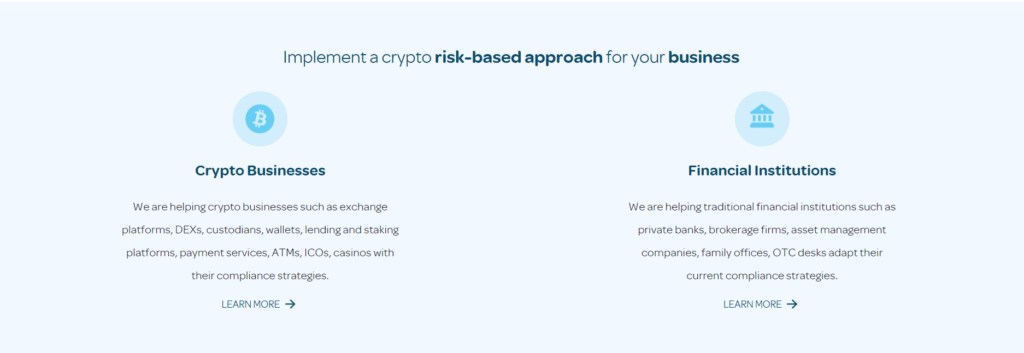 Implement a crypto risk-based approach for your business
Crypto Businesses
We are helping crypto businesses such as exchange
platforms, DEXs, custodians, wallets, lending and staking
platforms, payment services, ATMs, ICOs, casinos with
their compliance strategies.
LEARN MORE →
Financial Institutions
We are helping traditional financial institutions such as
private banks, brokerage firms, asset management
companies, family offices, OTC desks adapt their
current compliance strategies.
LEARN MORE →